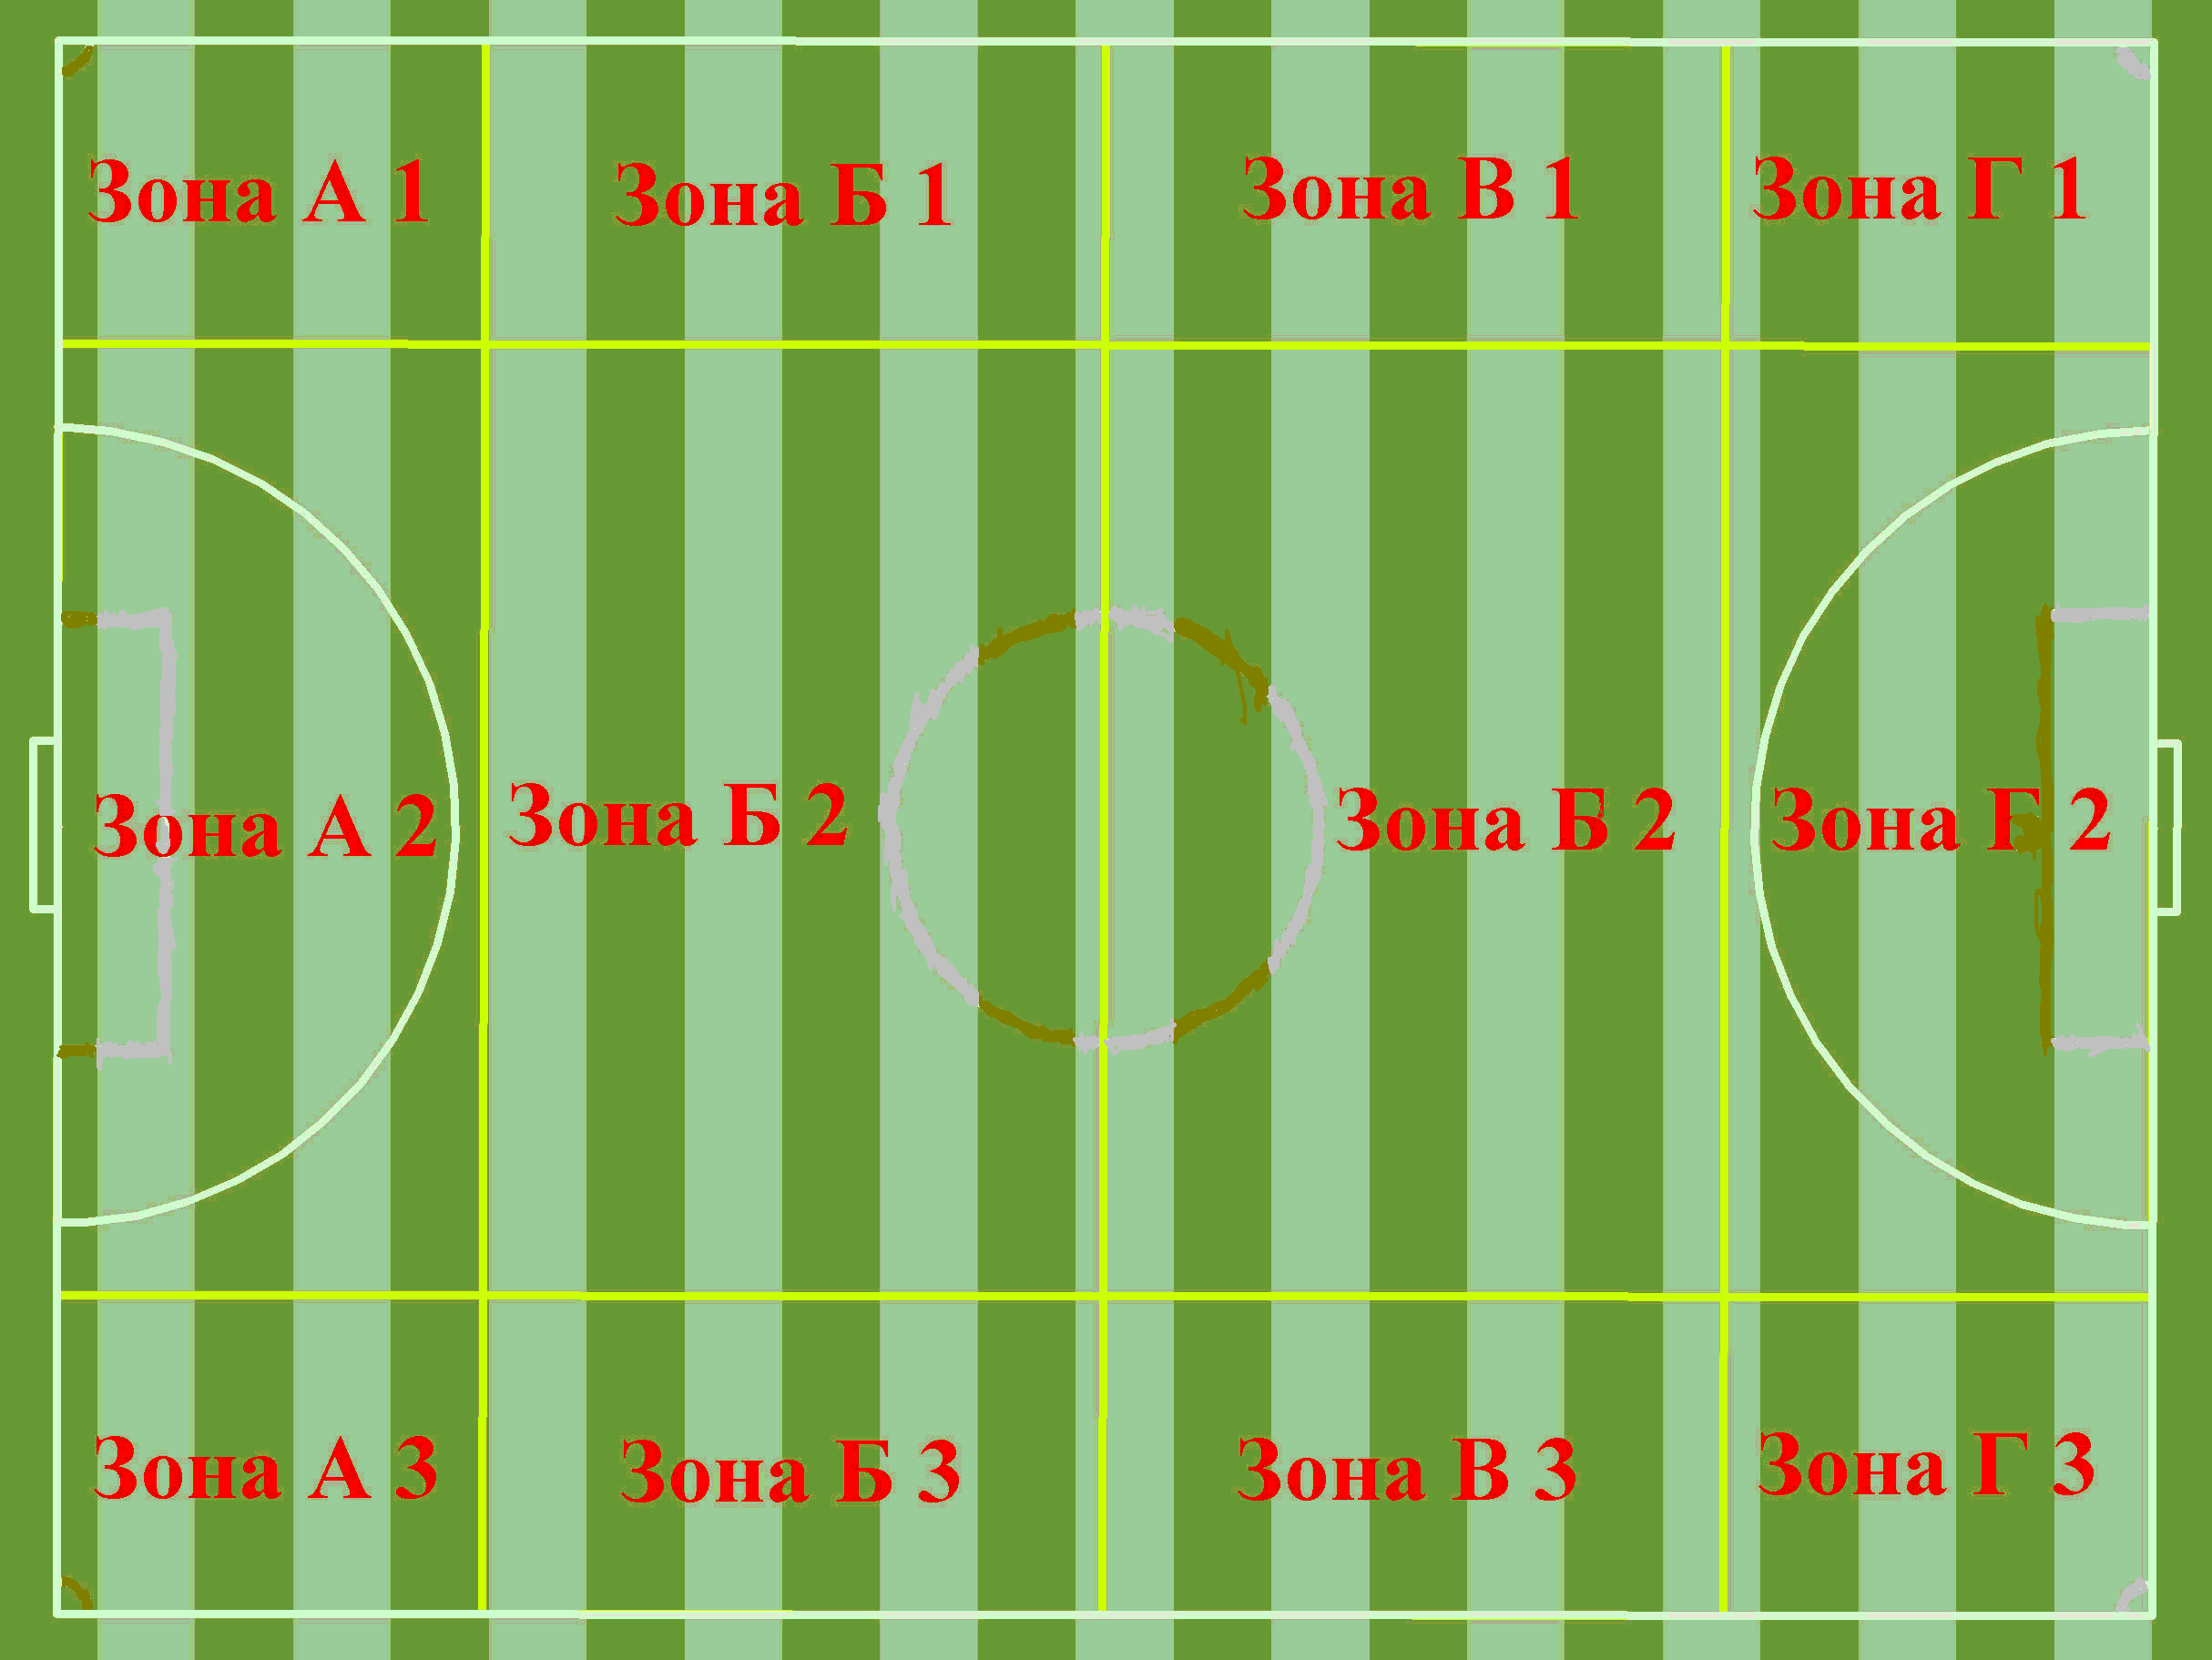 Зона А 1 Зона Б 1 Зона В 1 Зона Г 1
Зона А 2 Зона Б 2 Зона Б 2 Зона Г 2
Зона А 3 Зона Б 3 Зона В 3 Зона Г 3